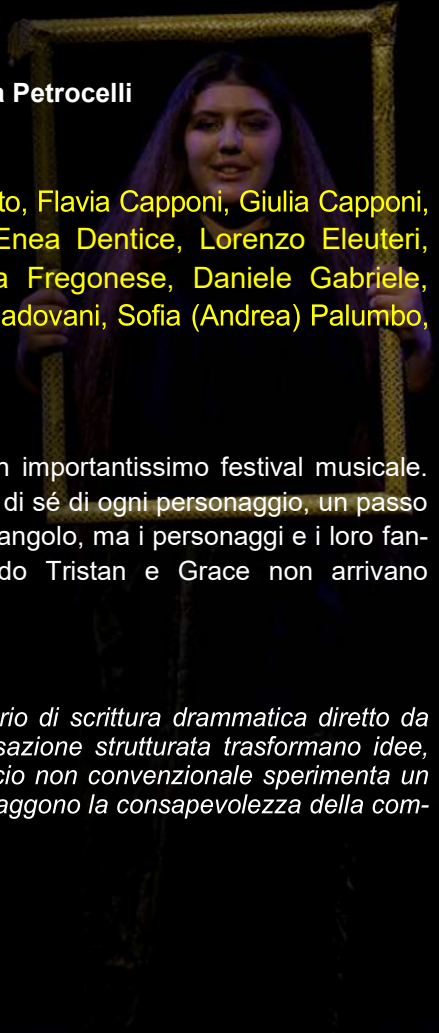 a Petrocelli
to, Flavia Capponi, Giulia Capponi,
Enea Dentice, Lorenzo Eleuteri,
a Fregonese, Daniele Gabriele,
adovani, Sofia (Andrea) Palumbo,
n importantissimo festival musicale.
di sé di ogni personaggio, un passo
angolo, ma i personaggi e i loro fan-
do Tristan e Grace non arrivano
rio di scrittura drammatica diretto da
sazione strutturata trasformano idee,
cio non convenzionale sperimenta un
aggono la consapevolezza della com-